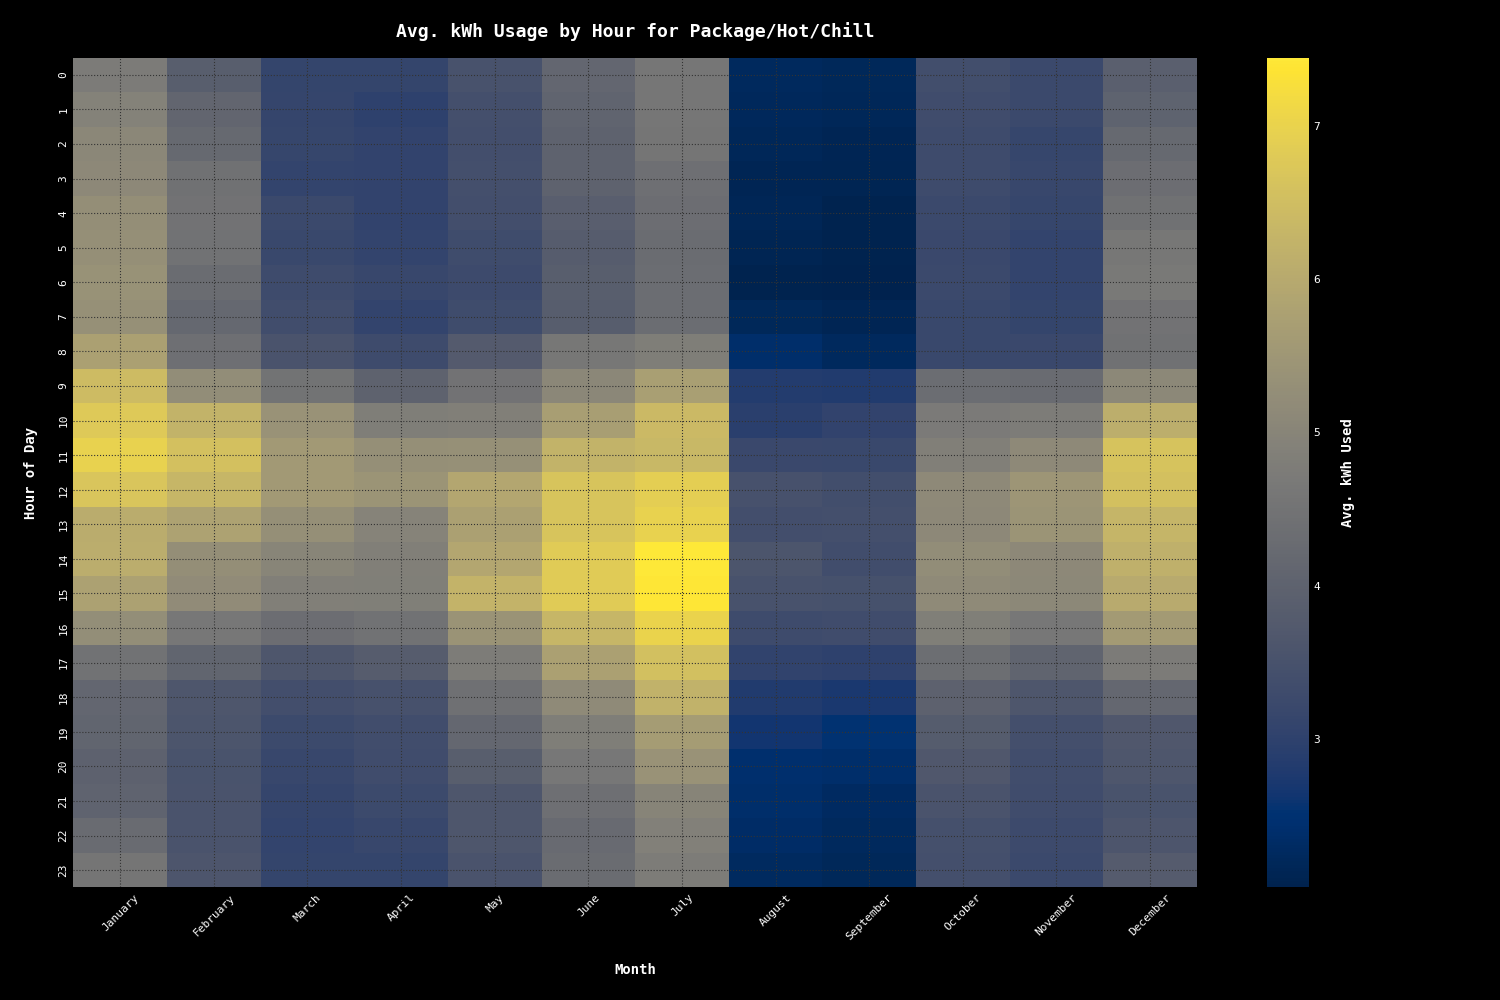 Avg. kWh Usage by Hour for Package/Hot/Chill
Hour of Day
0
1
2
3
4
5
6
7
8
9
10
11
12
13
14
15
16
17
18
19
20
21
22
23
January
February
March
April
May
June
July
August
September
October
November
December
Month
7
6
5
4
3
Avg. kWh Used